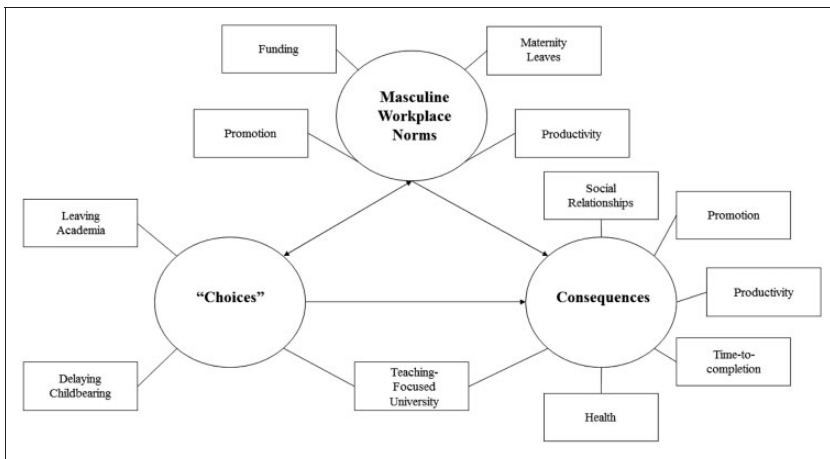 Funding
Maternity
Leaves
Masculine
Workplace
Norms
Promotion
Productivity
Social
Relationships
Leaving
Academia
Promotion
“Choices”
Consequences
Productivity
Delaying
Childbearing
Teaching-
Focused
University
Time-to-
completion
Health